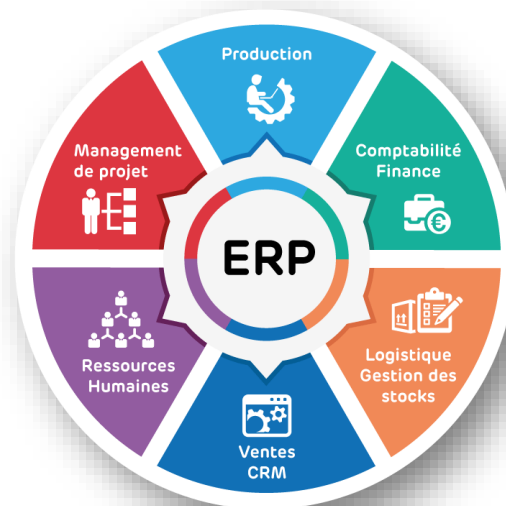 Production
Comptabilité
Finance
Logistique
Gestion des
stocks
Ventes
CRM
Ressources
Humaines
Management
de projet
ERP